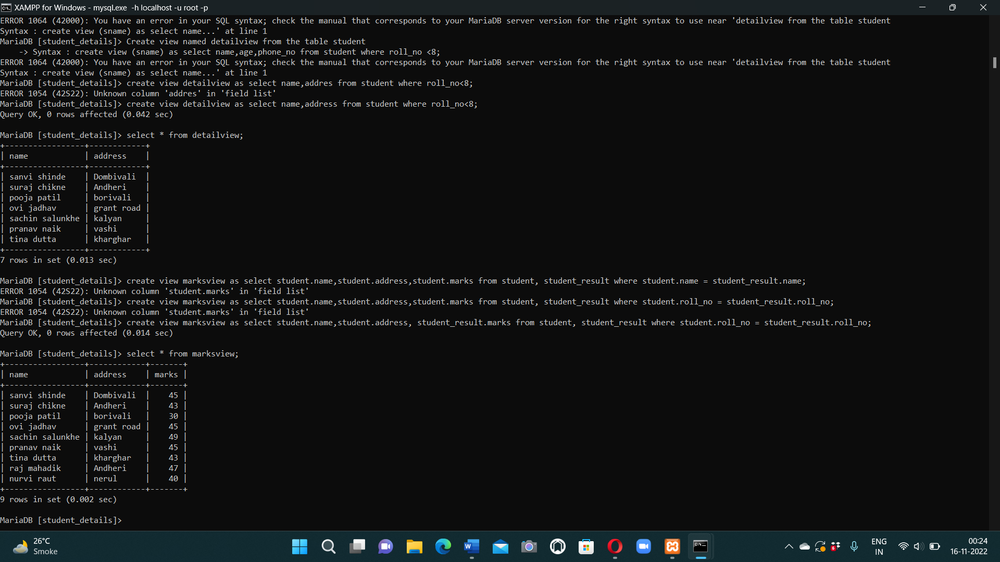 XAMPP for Windows - mysql.exe -h localhost -u root -p
ERROR 1064 (42000): You have an error in your SQL syntax; check the manual that corresponds to your MariaDB server version for the right syntax to use near 'detailview from the table student
Syntax : create view (sname) as select name...' at line 1
MariaDB [student_details]> Create view named detailview from the table student
    -> Syntax : create view (sname) as select name,age,phone_no from student where roll_no <8;
ERROR 1064 (42000): You have an error in your SQL syntax; check the manual that corresponds to your MariaDB server version for the right syntax to use near 'detailview from the table student
Syntax : create view (sname) as select name...' at line 1
MariaDB [student_details]> create view detailview as select name,addres from student where roll_no<8;
ERROR 1054 (42S22): Unknown column 'addres' in 'field list'
MariaDB [student_details]> create view detailview as select name,address from student where roll_no<8;
Query OK, 0 rows affected (0.042 sec)

MariaDB [student_details]> select * from detailview;
+-----------------+------------+
| name            | address    |
+-----------------+------------+
| sanvi shinde    | Dombivali  |
| suraj chikne    | Andheri    |
| pooja patil     | borivali   |
| ovi jadhav      | grant road |
| sachin salunkhe | kalyan     |
| pranav naik     | vashi      |
| tina dutta      | kharghar   |
+-----------------+------------+
7 rows in set (0.013 sec)

MariaDB [student_details]> create view marksview as select student.name,student.address,student.marks from student, student_result where student.name = student_result.name;
ERROR 1054 (42S22): Unknown column 'student.marks' in 'field list'
MariaDB [student_details]> create view marksview as select student.name,student.address,student.marks from student, student_result where student.roll_no = student_result.roll_no;
ERROR 1054 (42S22): Unknown column 'student.marks' in 'field list'
MariaDB [student_details]> create view marksview as select student.name,student.address, student_result.marks from student, student_result where student.roll_no = student_result.roll_no;
Query OK, 0 rows affected (0.014 sec)

MariaDB [student_details]> select * from marksview;
+-----------------+------------+-------+
| name            | address    | marks |
+-----------------+------------+-------+
| sanvi shinde    | Dombivali  |    45 |
| suraj chikne    | Andheri    |    43 |
| pooja patil     | borivali   |    30 |
| ovi jadhav      | grant road |    45 |
| sachin salunkhe | kalyan     |    49 |
| pranav naik     | vashi      |    45 |
| tina dutta      | kharghar   |    43 |
| raj mahadik     | Andheri    |    47 |
| nurvi raut      | nerul      |    40 |
+-----------------+------------+-------+
9 rows in set (0.002 sec)

MariaDB [student_details]>
26°C
Smoke
ENG
IN
00:24
16-11-2022